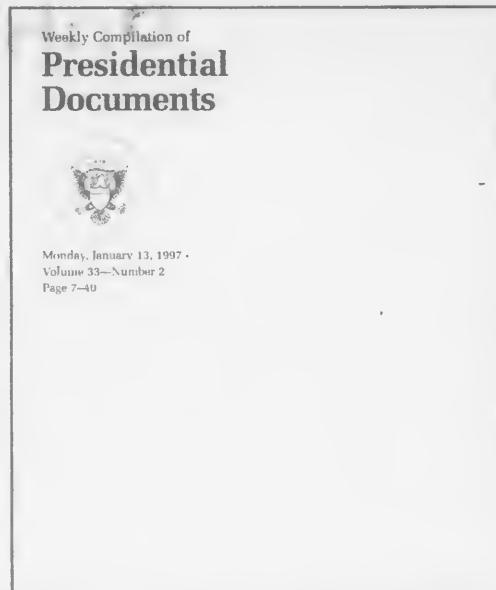 Weekly Compilation of
Presidential
Documents
Monday, January 13, 1997
Volume 33—Number 2
Page 7–40